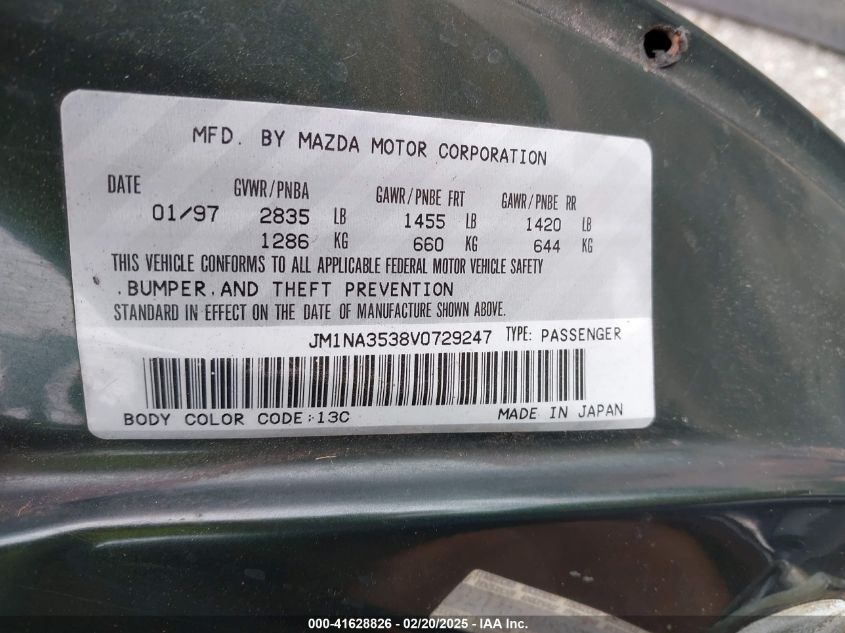 MFD. BY MAZDA MOTOR CORPORATION
DATE GVWR/PNBA GAWR/PNBE FRT GAWR/PNBE RR
01/97 2835 LB 1455 LB 1420 LB
1286 KG 660 KG 644 KG
THIS VEHICLE CONFORMS TO ALL APPLICABLE FEDERAL MOTOR VEHICLE SAFETY
.BUMPER.AND THEFT PREVENTION
STANDARD IN EFFECT ON THE DATE OF MANUFACTURE SHOWN ABOVE.
JM1NA3538V0729247 TYPE: PASSENGER
BODY COLOR CODE:13C MADE IN JAPAN
000-41628826 - 02/20/2025 - IAA Inc.